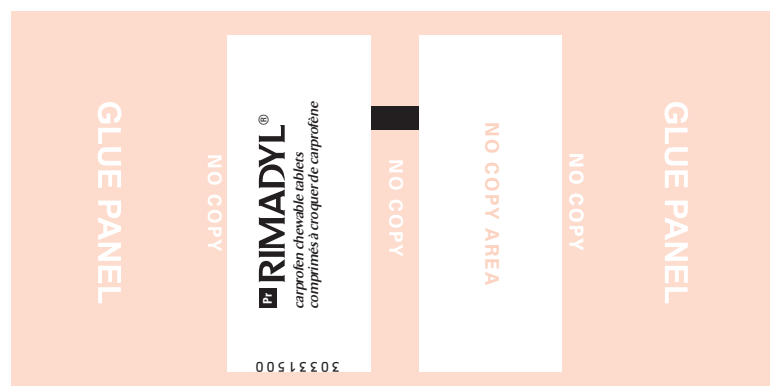 GLUE PANEL
NO COPY
Pr RIMADYL®
carprofen chewable tablets
comprimés à croquer de carprofène
30331500
NO COPY
NO COPY AREA
NO COPY
GLUE PANEL